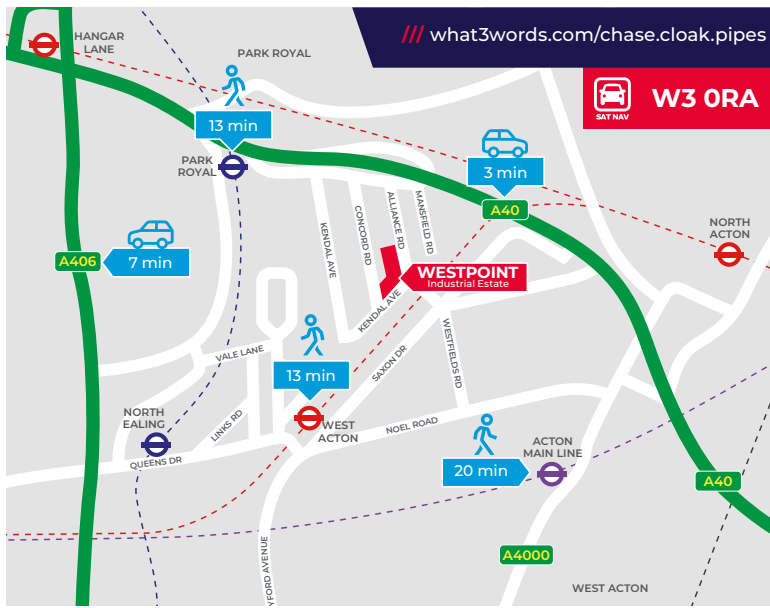 /// what3words.com/chase.cloak.pipes
SAT NAV
W3 0RA
HANGAR
LANE
PARK ROYAL
13 min
PARK
ROYAL
3 min
A40
NORTH
ACTON
A406
7 min
KENDAL AVE
CONCORD RD
ALLIANCE RD
MANSFIELD RD
WESTPOINT
Industrial Estate
KENDAL AVE
VALE LANE
13 min
SAXON DR
WESTFIELDS RD
NORTH
EALING
LINKS RD
WEST
ACTON
NOEL ROAD
QUEENS DR
20 min
ACTON
MAIN LINE
A40
A4000
YFORD AVENUE
WEST ACTON